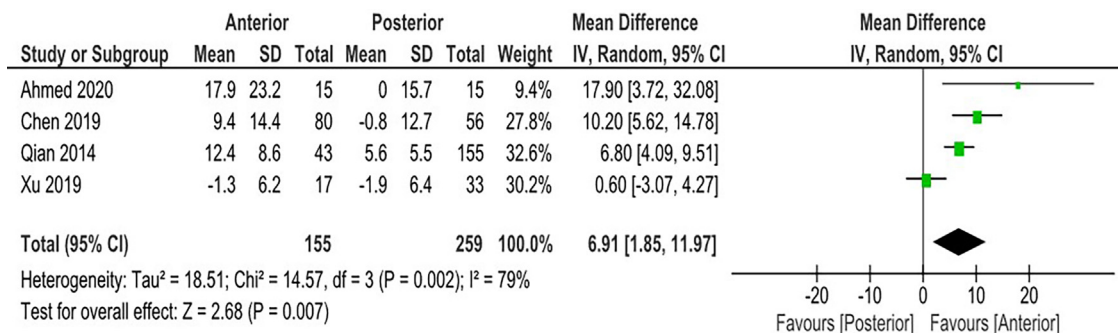 Anterior Posterior Mean Difference Mean Difference
Study or Subgroup Mean SD Total Mean SD Total Weight IV, Random, 95% CI IV, Random, 95% CI
Ahmed 2020 17.9 23.2 15 0 15.7 15 9.4% 17.90 [3.72, 32.08]
Chen 2019 9.4 14.4 80 -0.8 12.7 56 27.8% 10.20 [5.62, 14.78]
Qian 2014 12.4 8.6 43 5.6 5.5 155 32.6% 6.80 [4.09, 9.51]
Xu 2019 -1.3 6.2 17 -1.9 6.4 33 30.2% 0.60 [-3.07, 4.27]
Total (95% CI) 155 259 100.0% 6.91 [1.85, 11.97]
Heterogeneity: Tau² = 18.51; Chi² = 14.57, df = 3 (P = 0.002); I² = 79%
Test for overall effect: Z = 2.68 (P = 0.007)
-20 -10 0 10 20
Favours [Posterior] Favours [Anterior]